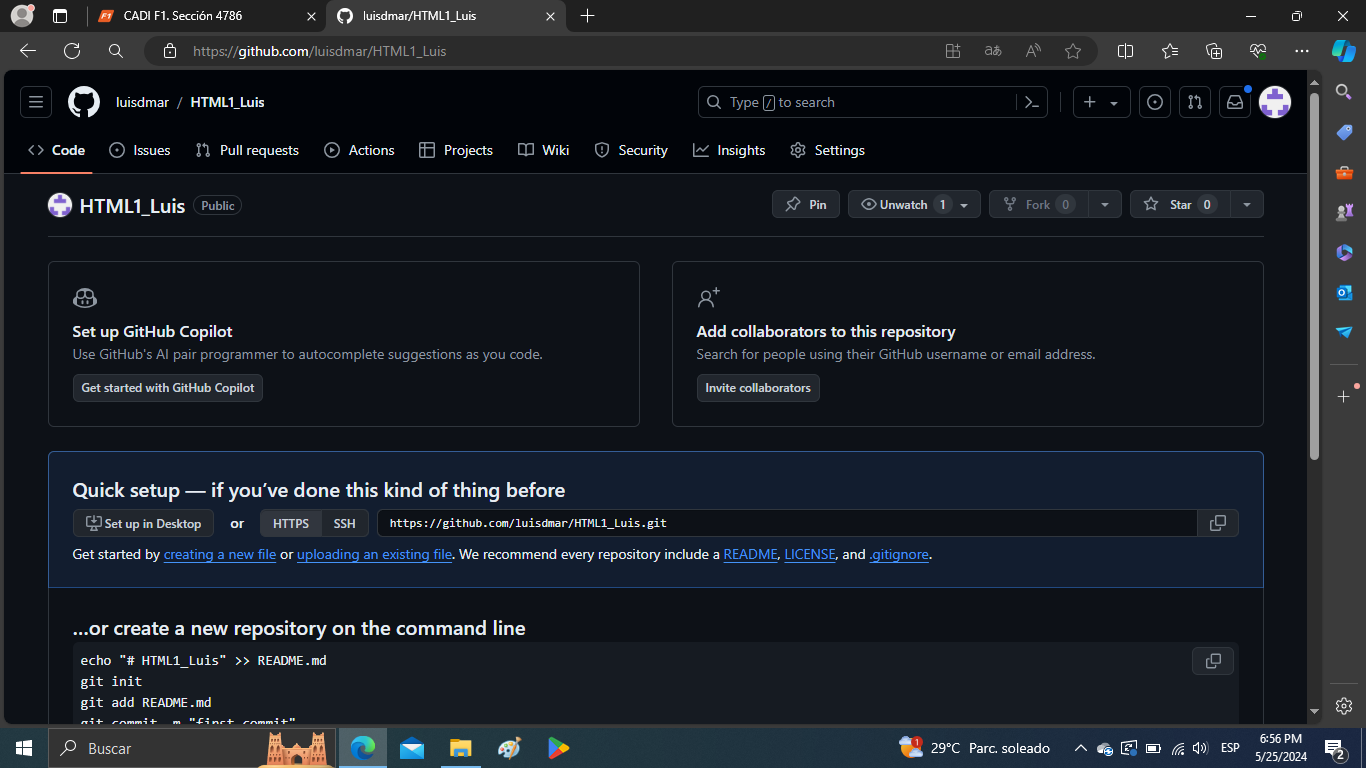 CADI F1. Sección 4786
luisdmar/HTML1_Luis
https://github.com/luisdmar/HTML1_Luis
luisdmar / HTML1_Luis
Type / to search
Code
Issues
Pull requests
Actions
Projects
Wiki
Security
Insights
Settings
HTML1_Luis Public
Pin
Unwatch 1
Fork 0
Star 0
Set up GitHub Copilot
Use GitHub's AI pair programmer to autocomplete suggestions as you code.
Get started with GitHub Copilot
Add collaborators to this repository
Search for people using their GitHub username or email address.
Invite collaborators
Quick setup — if you’ve done this kind of thing before
Set up in Desktop or HTTPS SSH https://github.com/luisdmar/HTML1_Luis.git
Get started by creating a new file or uploading an existing file. We recommend every repository include a README, LICENSE, and .gitignore.
…or create a new repository on the command line
echo "# HTML1_Luis" >> README.md
git init
git add README.md
git commit -m "first commit"
Buscar
1
29°C Parc. soleado
ESP
6:56 PM
5/25/2024
2